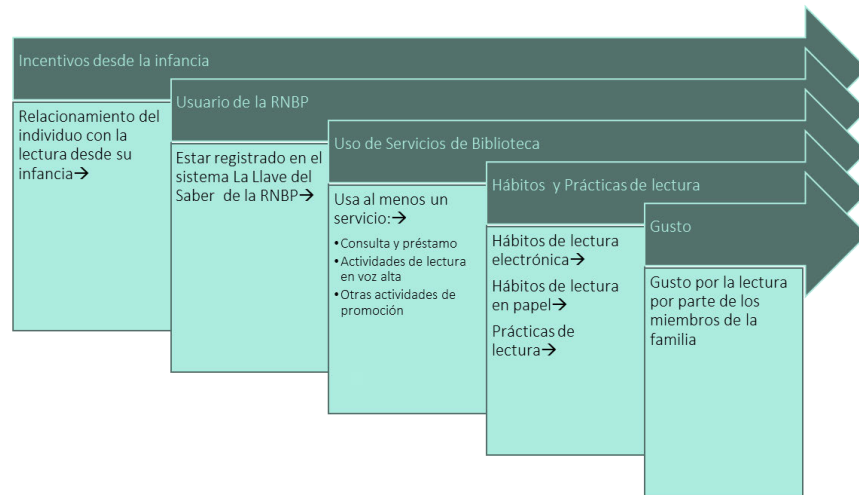 Incentivos desde la infancia
Relacionamiento del
individuo con la
lectura desde su
infancia→
Usuario de la RNBP
Estar registrado en el
sistema La Llave del
Saber de la RNBP→
Uso de Servicios de Biblioteca
Usa al menos un
servicio:→
•Consulta y préstamo
•Actividades de lectura
en voz alta
•Otras actividades de
promoción
Hábitos y Prácticas de lectura
Hábitos de lectura
electrónica→
Hábitos de lectura
en papel→
Prácticas de
lectura→
Gusto
Gusto por la lectura
por parte de los
miembros de la
familia